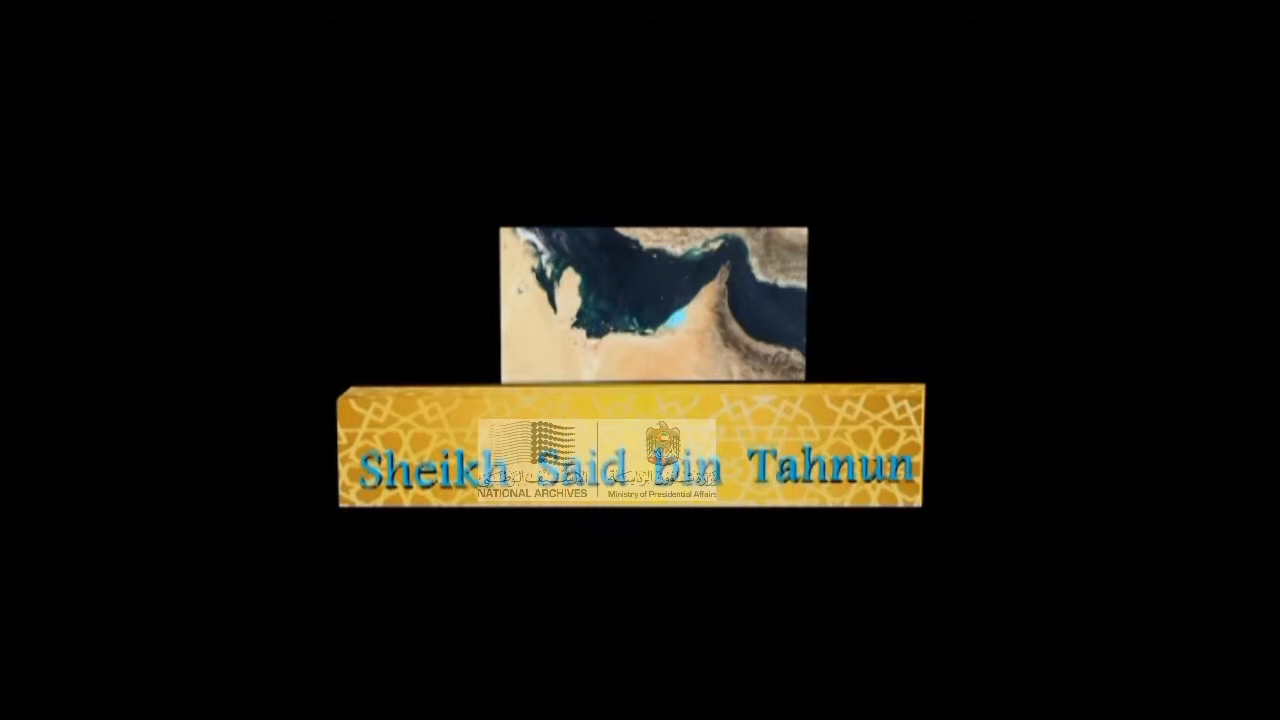 Sheikh Said bin Tahnun
NATIONAL ARCHIVES
Ministry of Presidential Affairs